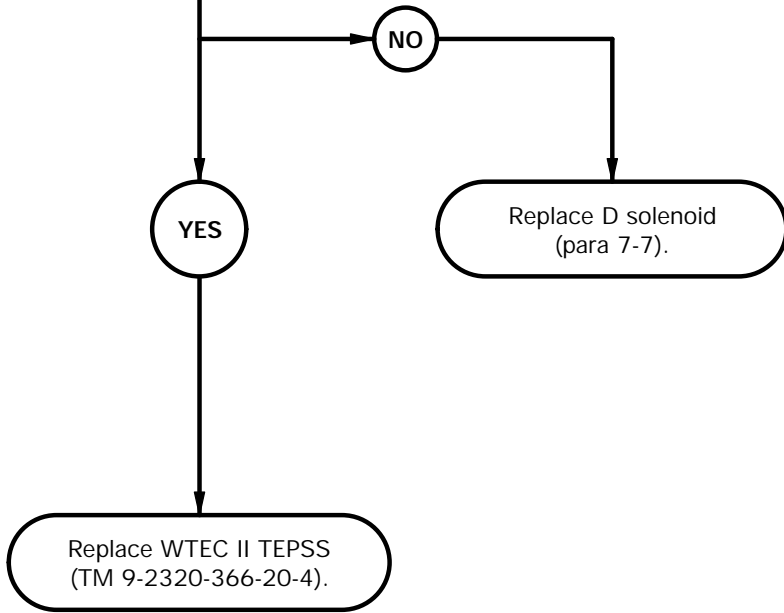 NO
YES
Replace D solenoid
(para 7-7).
Replace WTEC II TEPSS
(TM 9-2320-366-20-4).